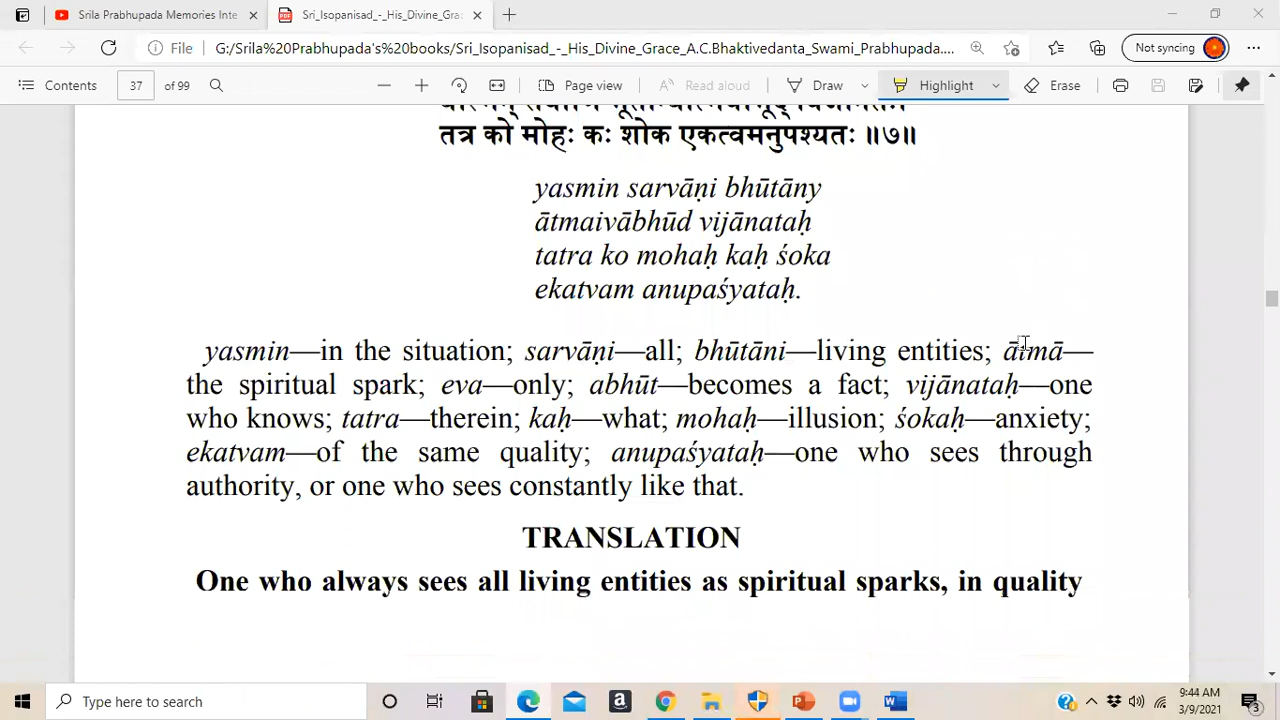 Srila Prabhupada Memories Inte
Sri_Isopanisad_-_His_Divine_Grac
File
G:/Srila%20Prabhupada's%20books/Sri_Isopanisad_-_His_Divine_Grace_A.C.Bhaktivedanta_Swami_Prabhupada....
Not syncing
Contents
37
of 99
Page view
Read aloud
Draw
Highlight
Erase
तत्र को मोहः कः शोक एकत्वमनुपश्यतः ॥७॥
yasmin sarvāṇi bhūtāny
ātmaivābhūd vijānataḥ
tatra ko mohaḥ kaḥ śoka
ekatvam anupaśyataḥ.
yasmin—in the situation; sarvāṇi—all; bhūtāni—living entities; ātmā—
the spiritual spark; eva—only; abhūt—becomes a fact; vijānataḥ—one
who knows; tatra—therein; kaḥ—what; mohaḥ—illusion; śokaḥ—anxiety;
ekatvam—of the same quality; anupaśyataḥ—one who sees through
authority, or one who sees constantly like that.
TRANSLATION
One who always sees all living entities as spiritual sparks, in quality
Type here to search
9:44 AM
3/9/2021
3